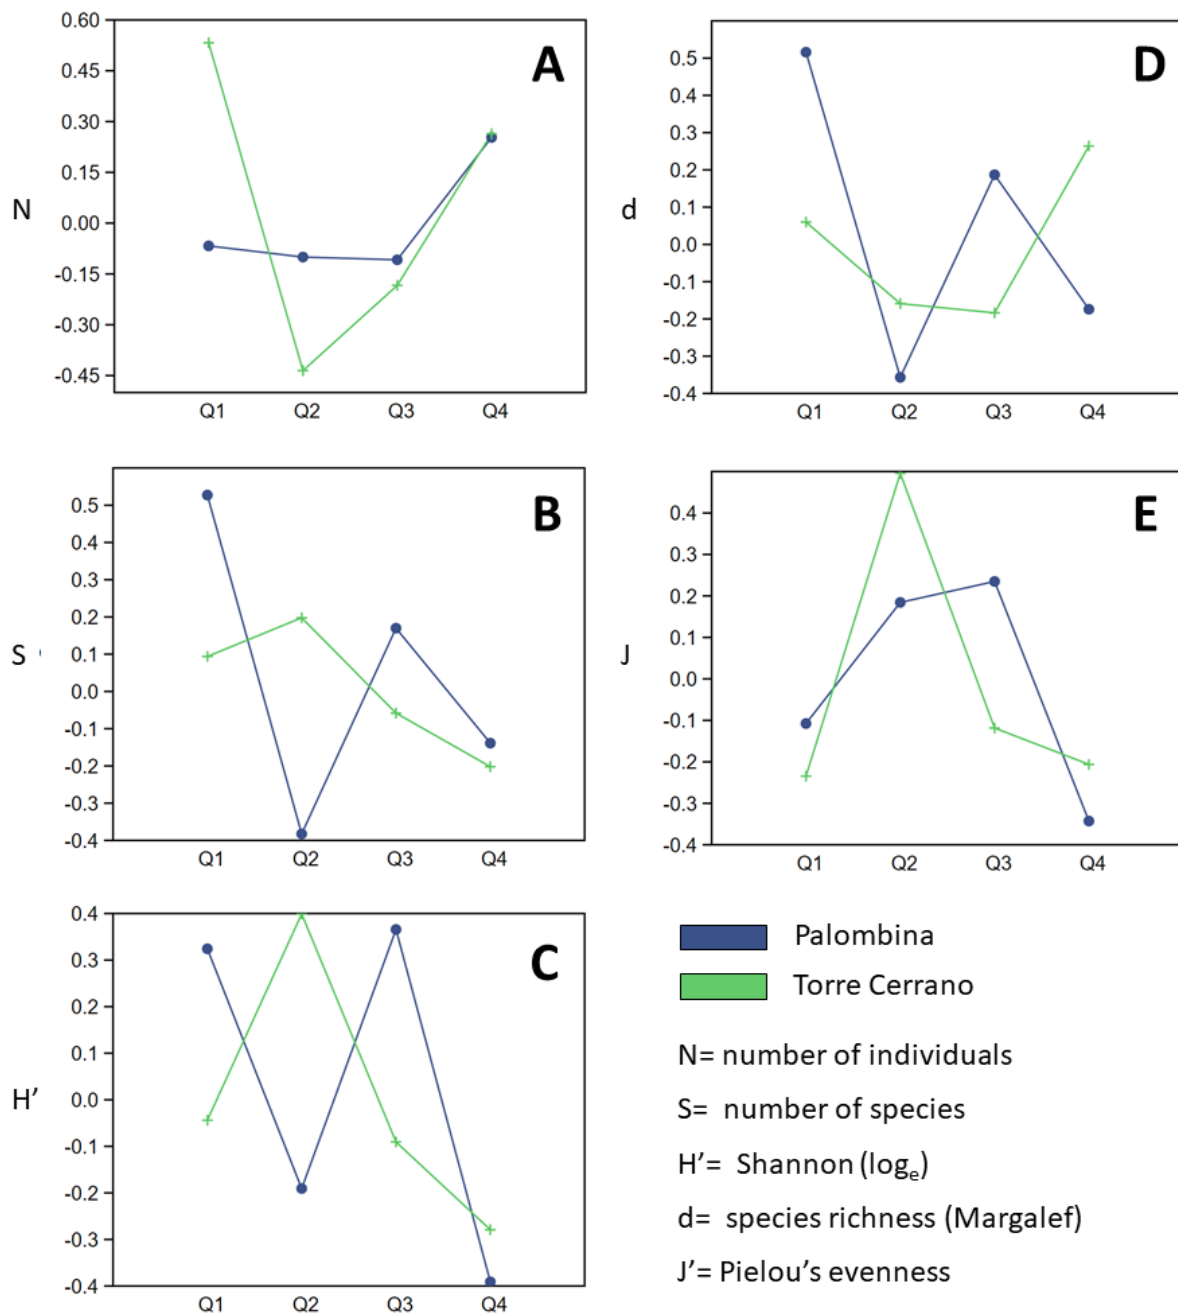 A
N
0.60
0.45
0.30
0.15
0.00
-0.15
-0.30
-0.45
Q1 Q2 Q3 Q4
D
d
0.5
0.4
0.3
0.2
0.1
0.0
-0.1
-0.2
-0.3
-0.4
Q1 Q2 Q3 Q4
B
S
0.5
0.4
0.3
0.2
0.1
0.0
-0.1
-0.2
-0.3
-0.4
Q1 Q2 Q3 Q4
E
J
0.4
0.3
0.2
0.1
0.0
-0.1
-0.2
-0.3
-0.4
Q1 Q2 Q3 Q4
C
H’
0.4
0.3
0.2
0.1
0.0
-0.1
-0.2
-0.3
-0.4
Q1 Q2 Q3 Q4
Palombina
Torre Cerrano
N= number of individuals
S= number of species
H’= Shannon (logₑ)
d= species richness (Margalef)
J’= Pielou’s evenness